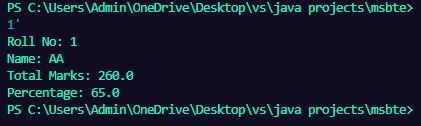 PS C:\Users\Admin\OneDrive\Desktop\vs\java projects\msbte>
1'
Roll No: 1
Name: AA
Total Marks: 260.0
Percentage: 65.0
PS C:\Users\Admin\OneDrive\Desktop\vs\java projects\msbte>